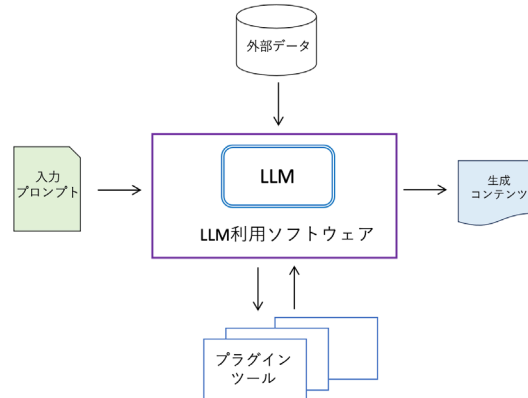 外部データ
入力
プロンプト
LLM
LLM利用ソフトウェア
生成
コンテンツ
プラグイン
ツール